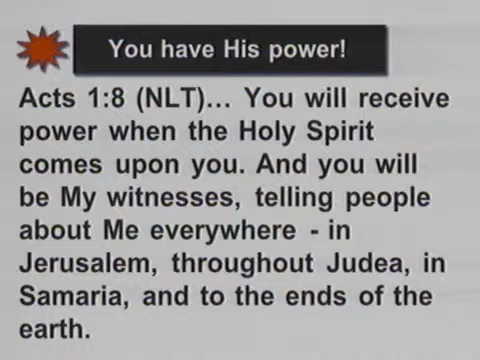 You have His power!
Acts 1:8 (NLT)... You will receive
power when the Holy Spirit
comes upon you. And you will
be My witnesses, telling people
about Me everywhere - in
Jerusalem, throughout Judea, in
Samaria, and to the ends of the
earth.